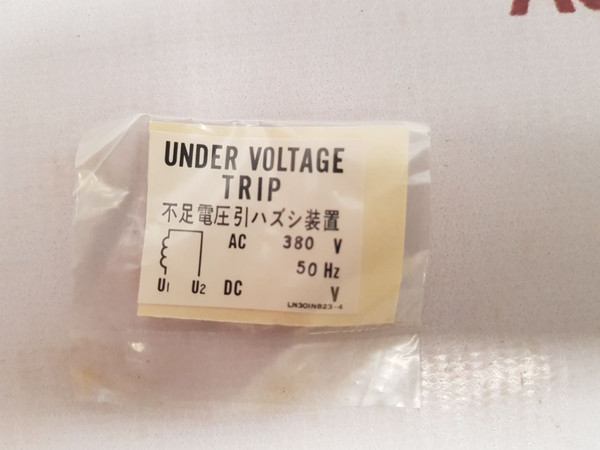 UNDER VOLTAGE
TRIP
不足電圧引ハズシ装置
AC 380 V
50 Hz
U1 U2 DC V
LN301NB23-4